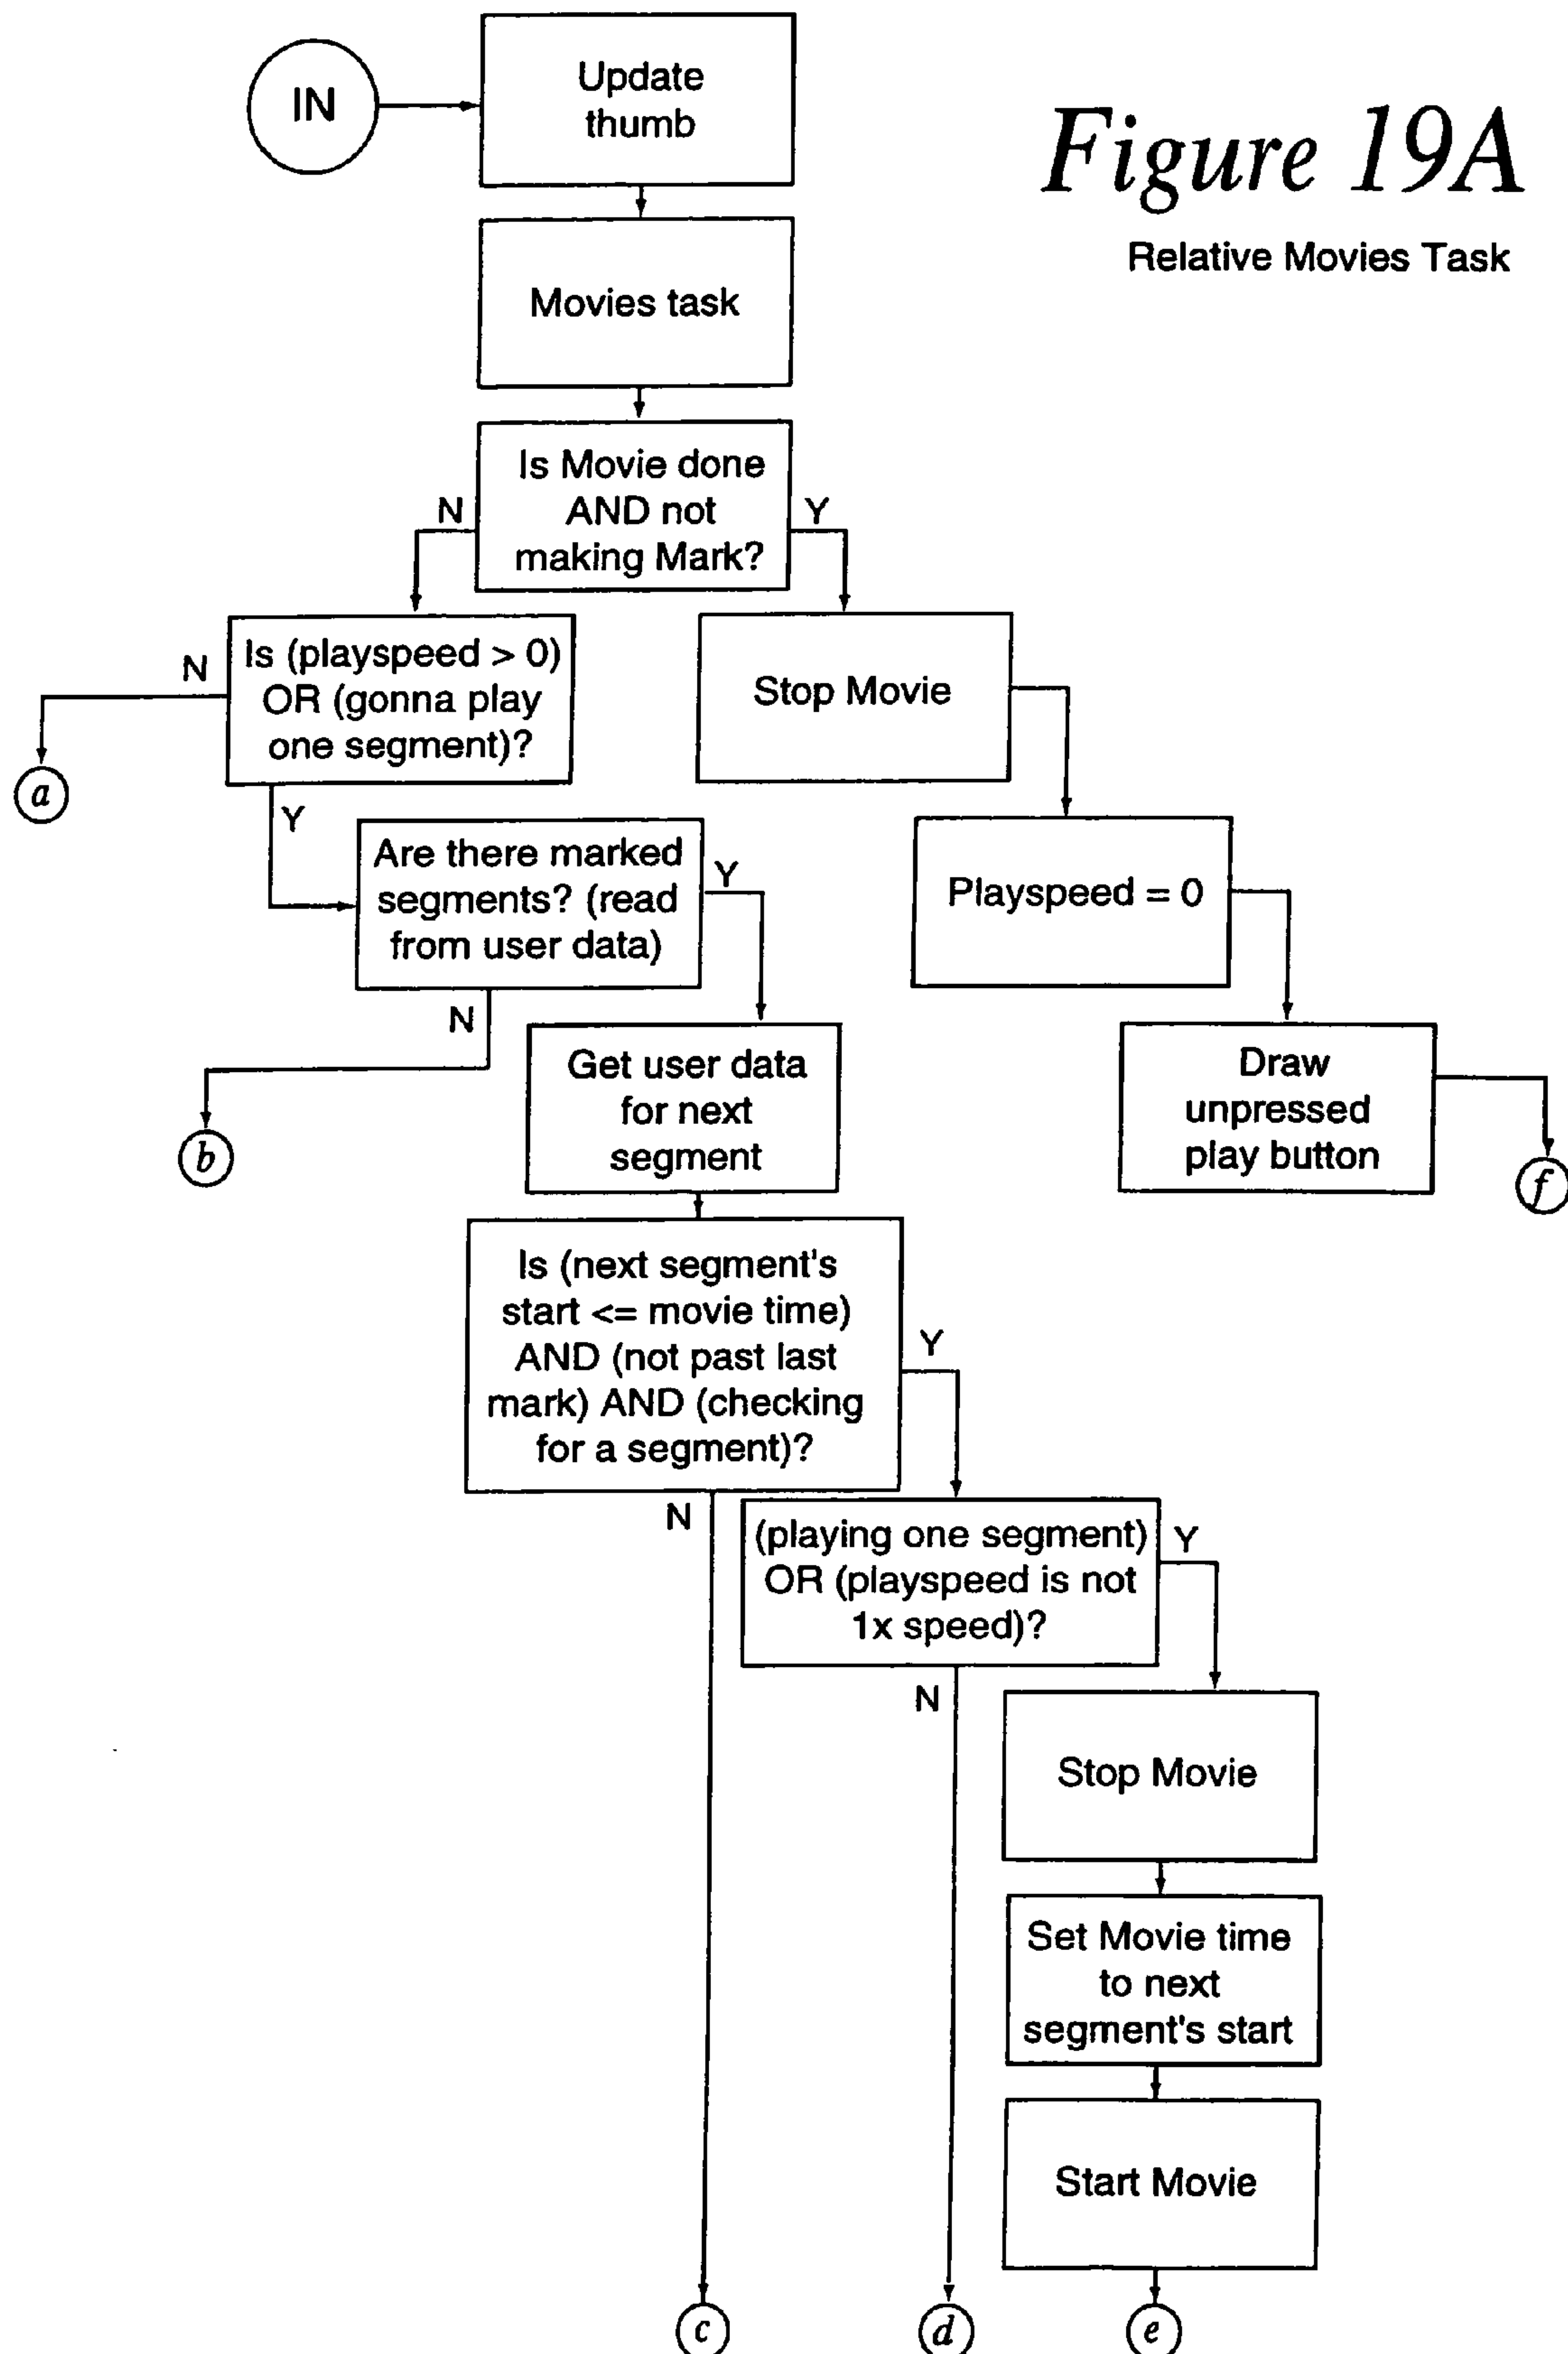 Figure 19A
Relative Movies Task
IN
Update
thumb
Movies task
Is Movie done
AND not
making Mark?
N
Y
Is (playspeed > 0)
OR (gonna play
one segment)?
N
a
Y
Stop Movie
Are there marked
segments? (read
from user data)
Y
N
b
Playspeed = 0
Get user data
for next
segment
Draw
unpressed
play button
f
Is (next segment's
start <= movie time)
AND (not past last
mark) AND (checking
for a segment)?
Y
N
(playing one segment)
OR (playspeed is not
1x speed)?
Y
N
Stop Movie
Set Movie time
to next
segment's start
Start Movie
c
d
e